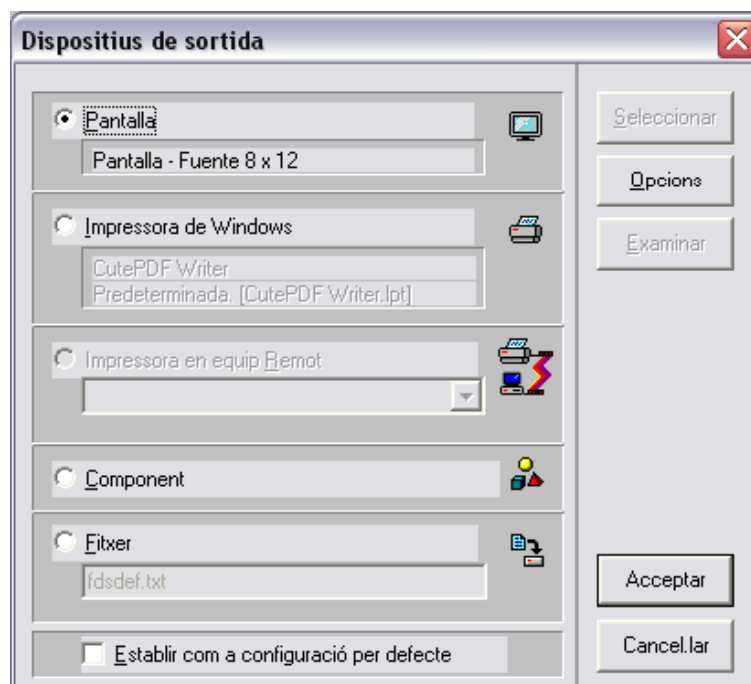 Dispositius de sortida
Pantalla
Pantalla - Fuente 8 x 12
Impressora de Windows
CutePDF Writer
Predeterminada. [CutePDF Writer.lpt]
Impressora en equip Remot
Component
Fitxer
fdsdef.txt
Establir com a configuració per defecte
Seleccionar
Opcions
Examinar
Acceptar
Cancel.lar